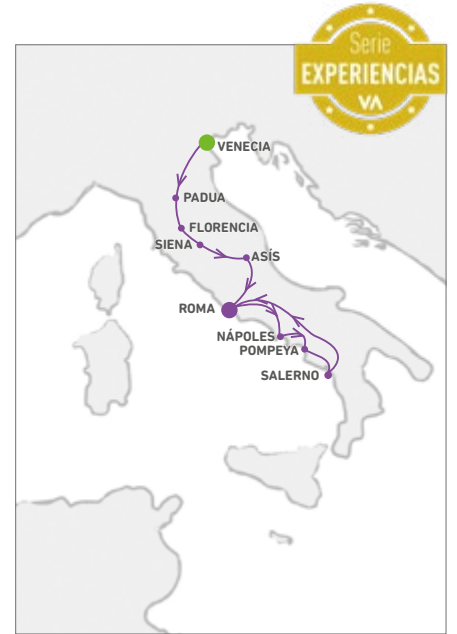 Serie
EXPERIENCIAS
VA
VENECIA
PADUA
FLORENCIA
SIENA
ASÍS
ROMA
NÁPOLES
POMPEYA
SALERNO